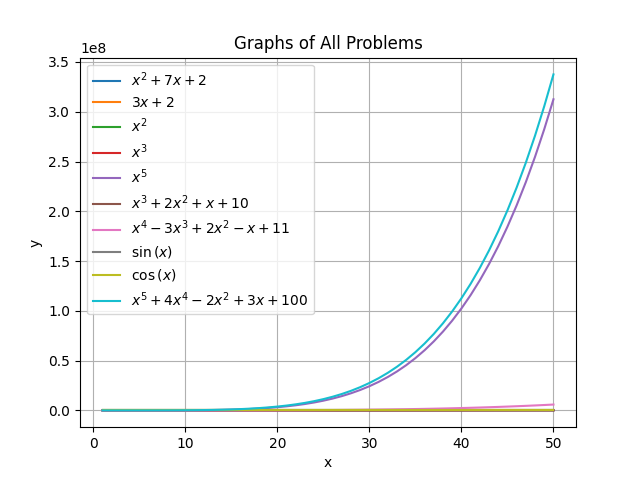 Graphs of All Problems
1e8
3.5
3.0
2.5
2.0
1.5
1.0
0.5
0.0
y
x² + 7x + 2
3x + 2
x²
x³
x⁵
x³ + 2x² + x + 10
x⁴ − 3x³ + 2x² − x + 11
sin (x)
cos (x)
x⁵ + 4x⁴ − 2x² + 3x + 100
0 10 20 30 40 50
x